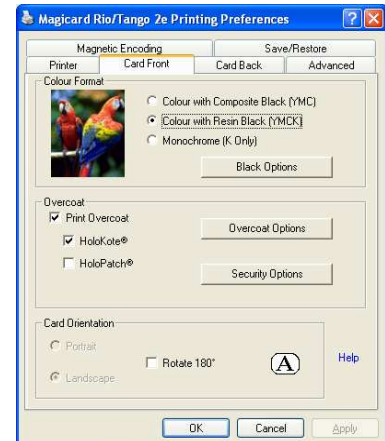 Magicard Rio/Tango 2e Printing Preferences
Magnetic Encoding Save/Restore
Printer Card Front Card Back Advanced
Colour Format
Colour with Composite Black (YMC)
Colour with Resin Black (YMCK)
Monochrome (K Only)
Black Options
Overcoat
Print Overcoat
Overcoat Options
HoloKote®
HoloPatch®
Security Options
Card Orientation
Portrait
Rotate 180°
A
Help
Landscape
OK Cancel Apply